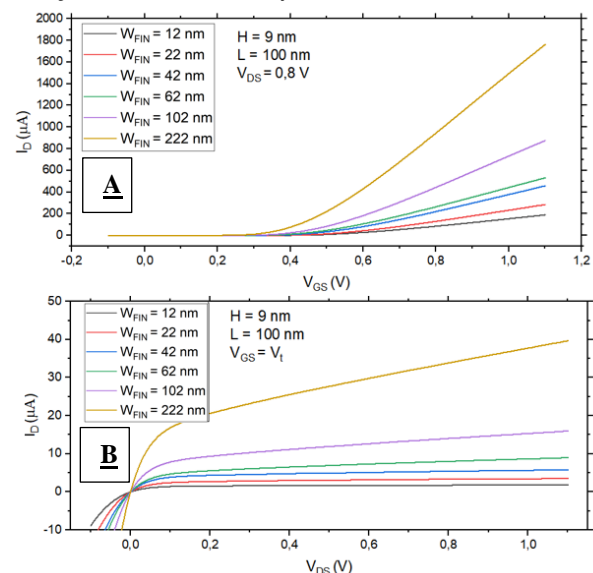 2000
1800
1600
1400
1200
1000
800
600
400
200
0
I_D (µA)
W_FIN = 12 nm
W_FIN = 22 nm
W_FIN = 42 nm
W_FIN = 62 nm
W_FIN = 102 nm
W_FIN = 222 nm
H = 9 nm
L = 100 nm
V_DS = 0,8 V
A
-0,2 0,0 0,2 0,4 0,6 0,8 1,0 1,2
V_GS (V)
50
40
30
20
10
0
-10
I_D (µA)
W_FIN = 12 nm
W_FIN = 22 nm
W_FIN = 42 nm
W_FIN = 62 nm
W_FIN = 102 nm
W_FIN = 222 nm
H = 9 nm
L = 100 nm
V_GS = V_t
B
0,0 0,2 0,4 0,6 0,8 1,0
V_DS (V)